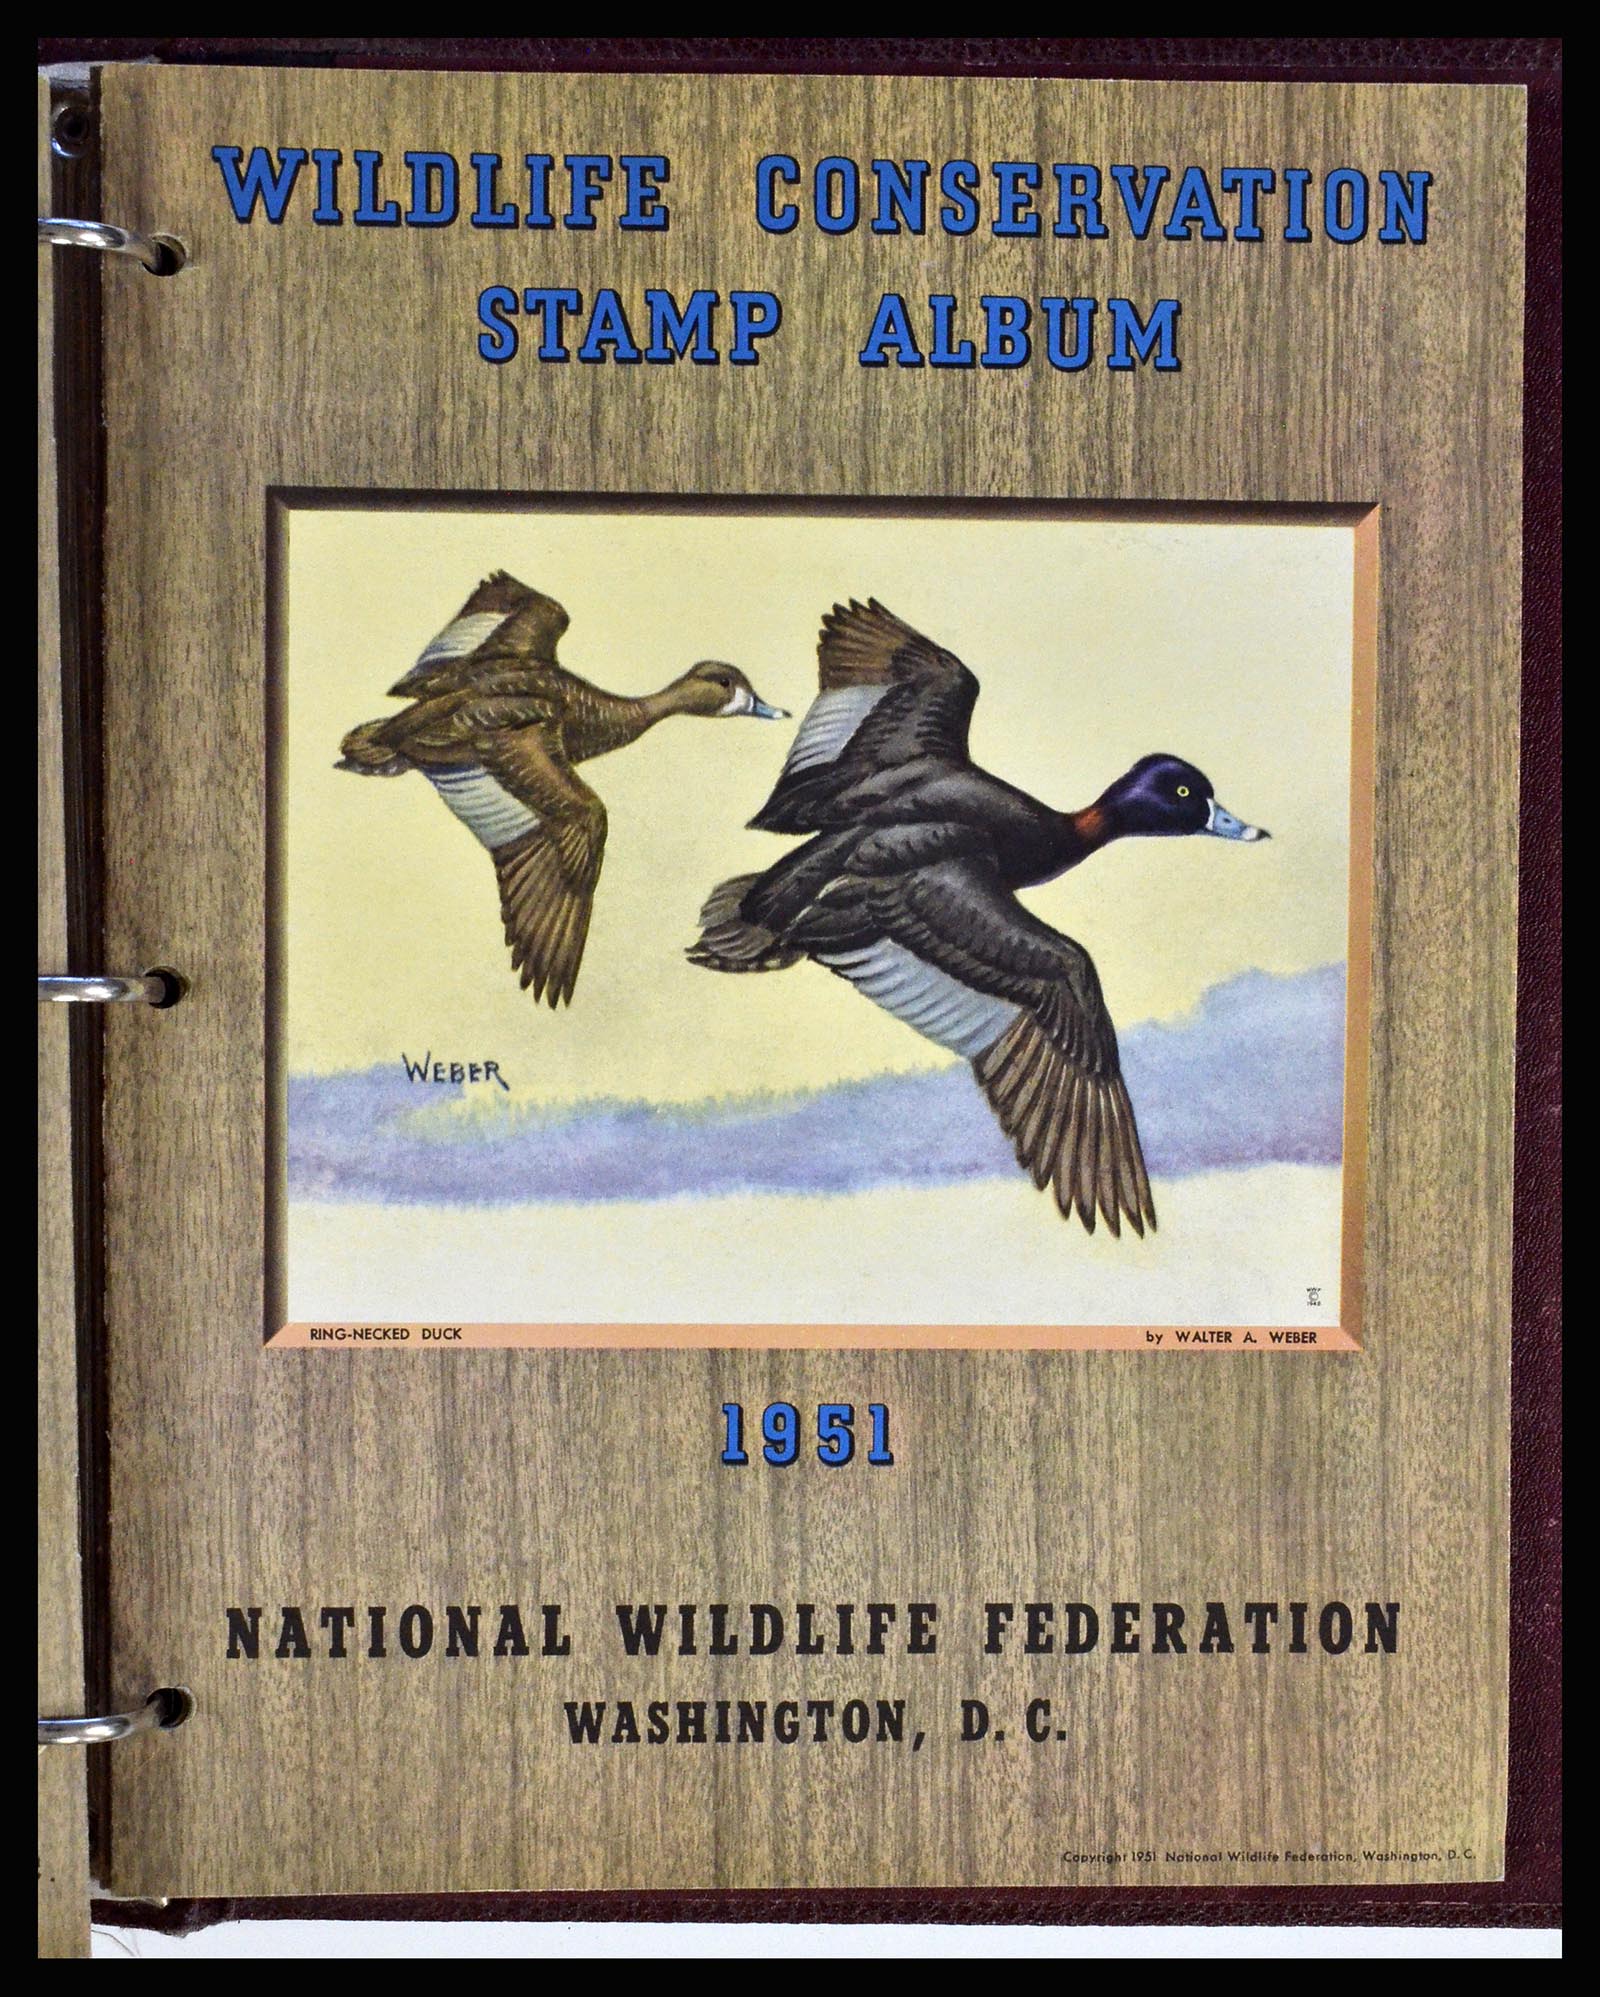 WILDLIFE CONSERVATION
STAMP ALBUM
WEBER
NWF
©
RING-NECKED DUCK
by WALTER A. WEBER
1951
NATIONAL WILDLIFE FEDERATION
WASHINGTON, D. C.
Copyright 1951 National Wildlife Federation, Washington, D. C.